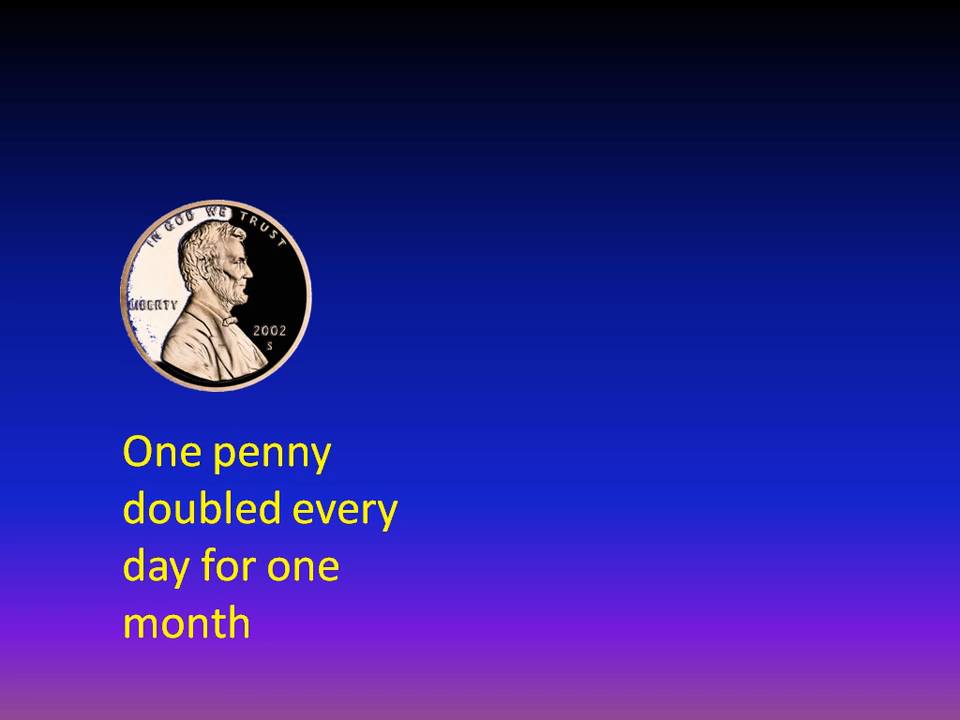 IN GOD WE TRUST
LIBERTY
2002
S
One penny
doubled every
day for one
month